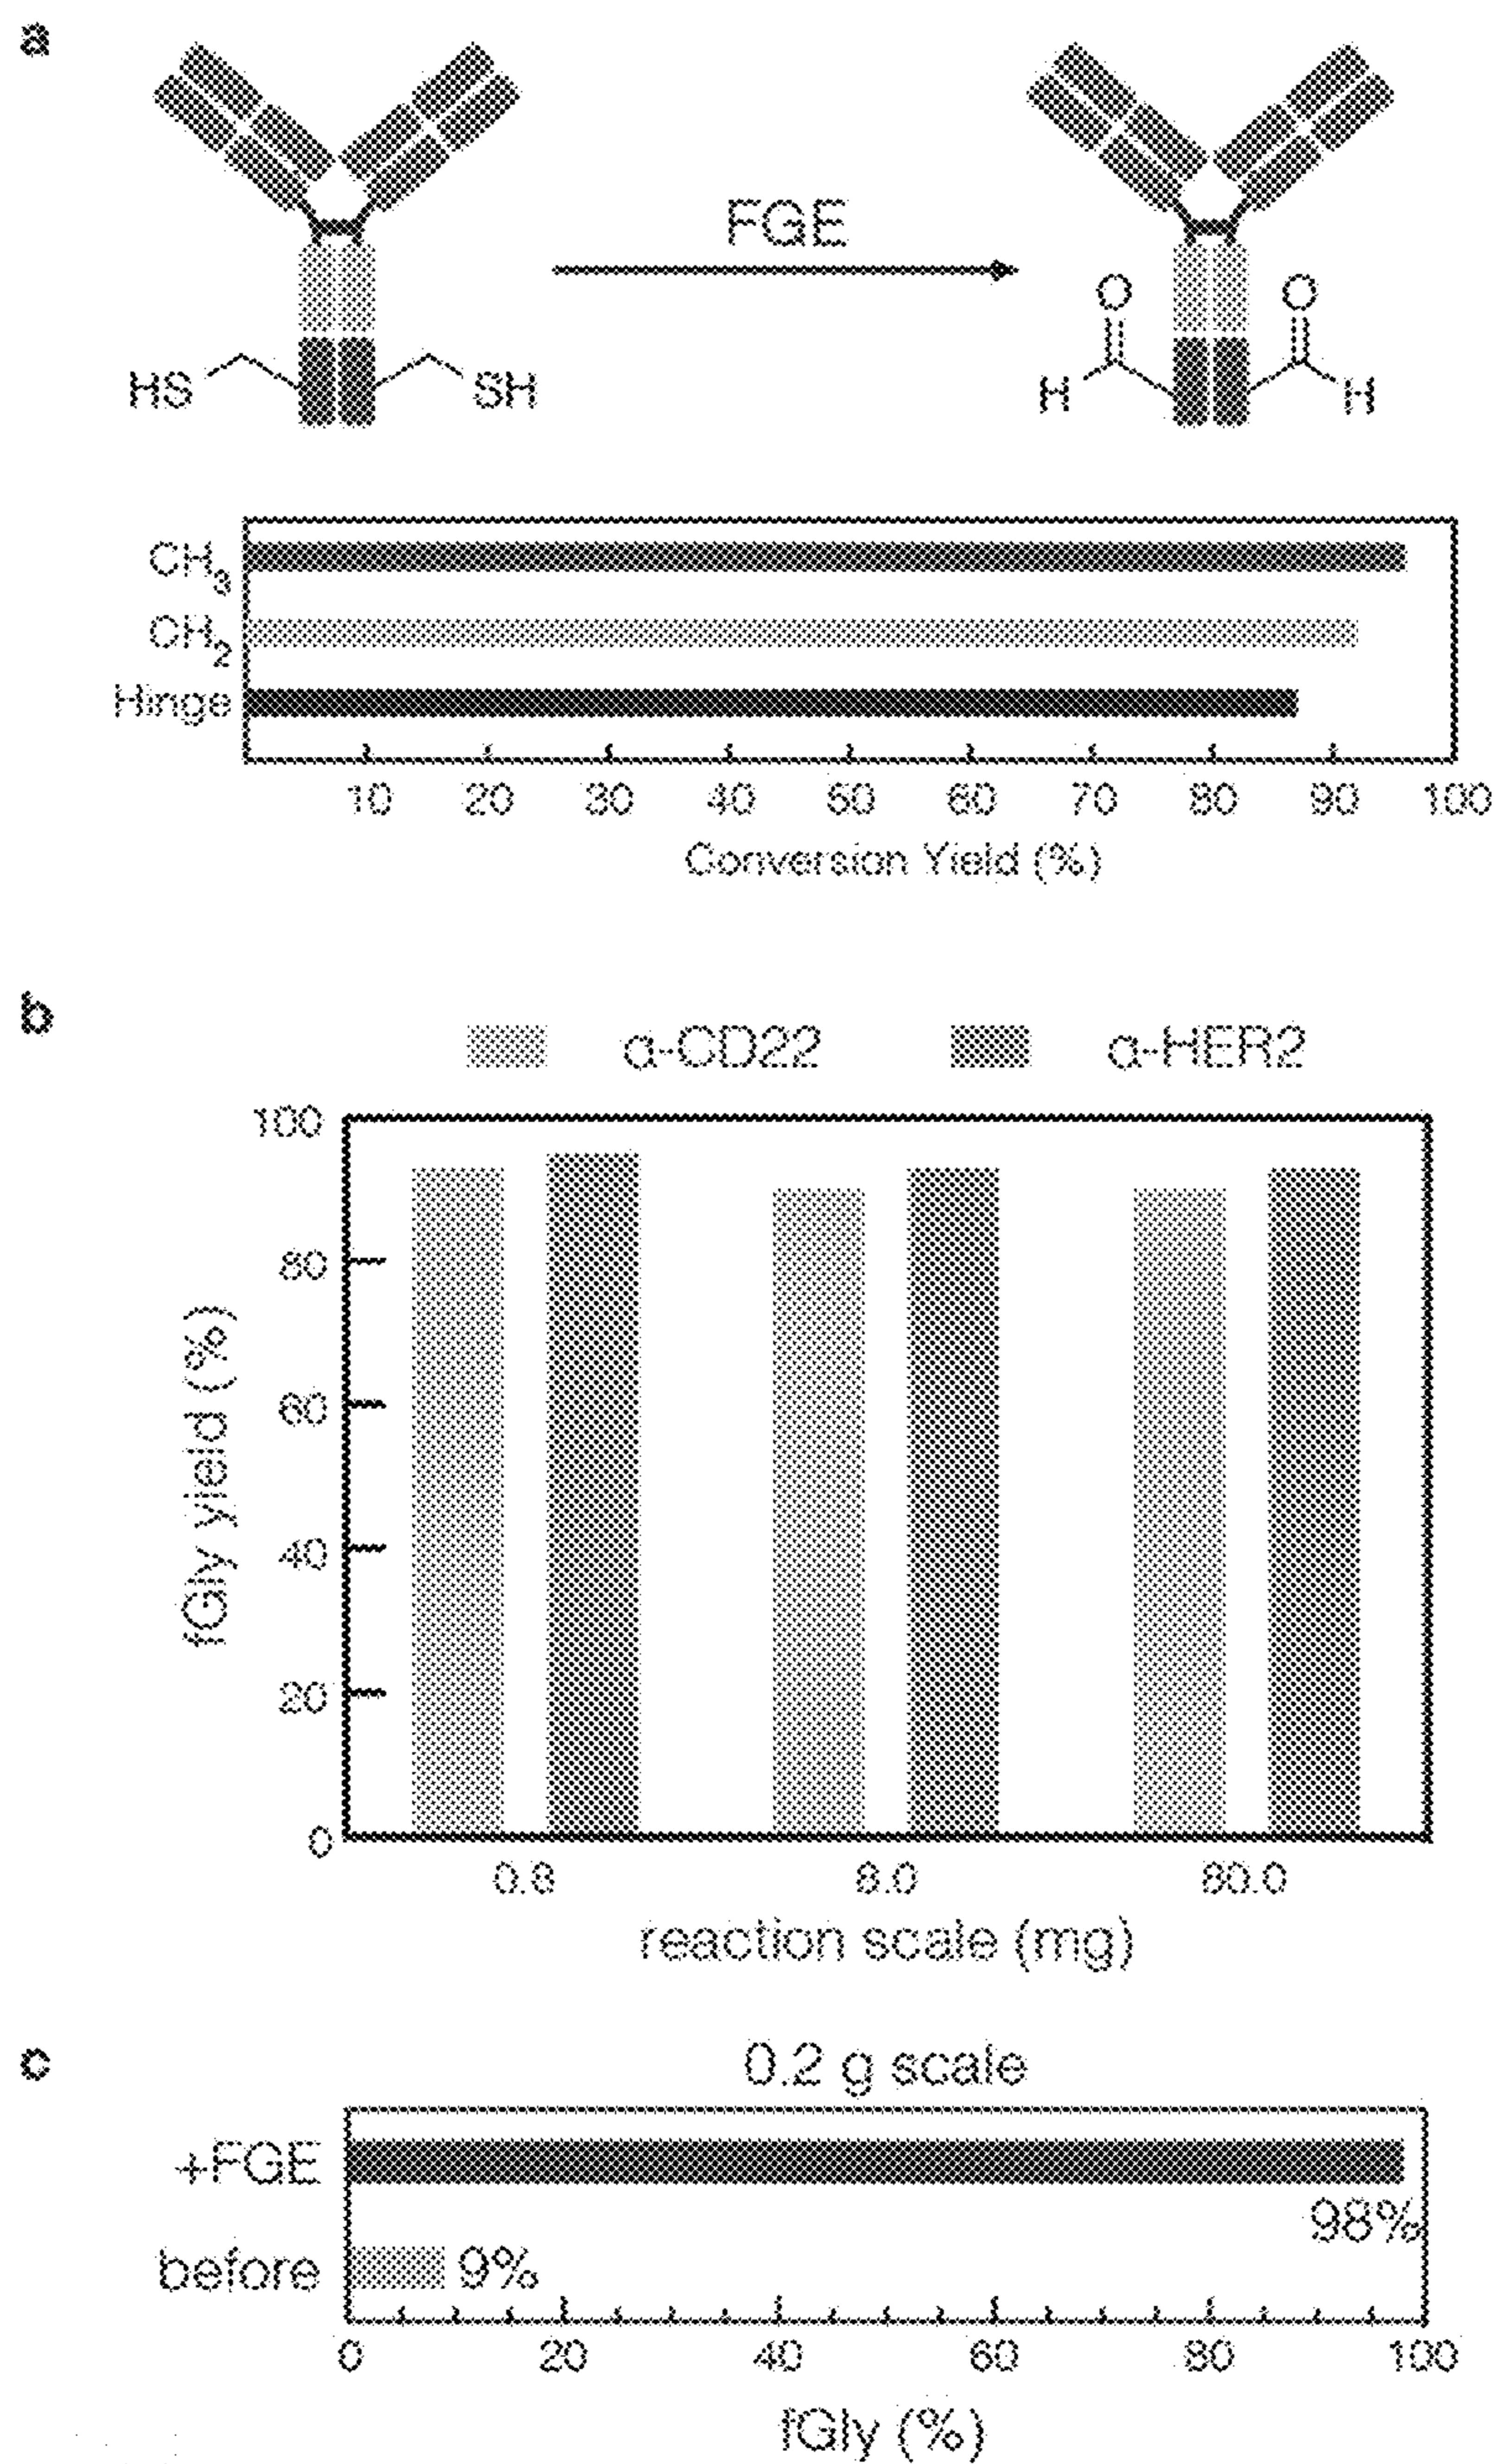 a
FGE
HS
SH
O
O
H
H
CH3
CH2
Hinge
10 20 30 40 50 60 70 80 90 100
Conversion Yield (%)
b
α-CD22 α-HER2
100
80
60
40
20
0
fGly yield (%)
0.8 8.0 80.0
reaction scale (mg)
c
0.2 g scale
+FGE
98%
before
9%
0 20 40 60 80 100
fGly (%)